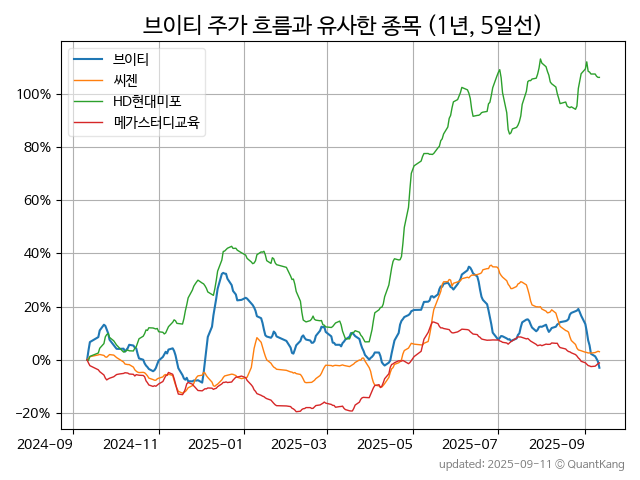 브이티 주가 흐름과 유사한 종목 (1년, 5일선)
브이티
씨젠
HD현대미포
메가스터디교육
100%
80%
60%
40%
20%
0%
−20%
2024-09 2024-11 2025-01 2025-03 2025-05 2025-07 2025-09
updated: 2025-09-11 © QuantKang